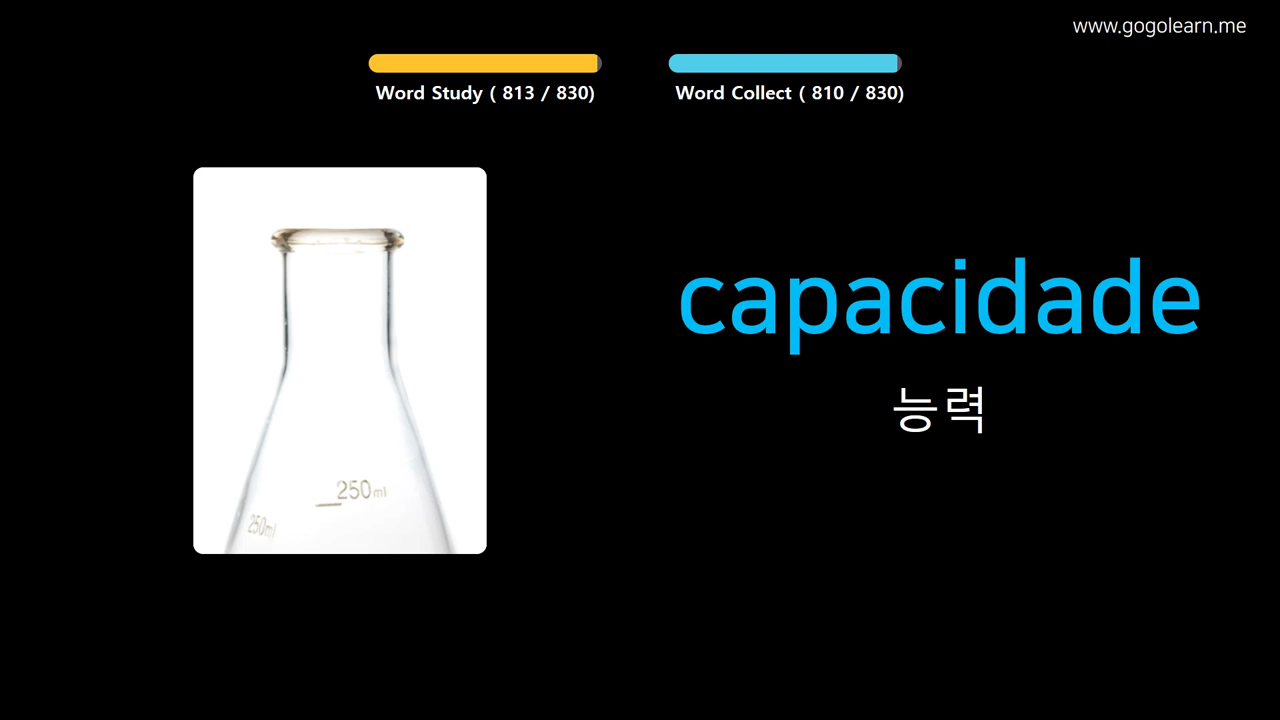 www.gogolearn.me
Word Study ( 813 / 830)
Word Collect ( 810 / 830)
250ml
250ml
capacidade
능력